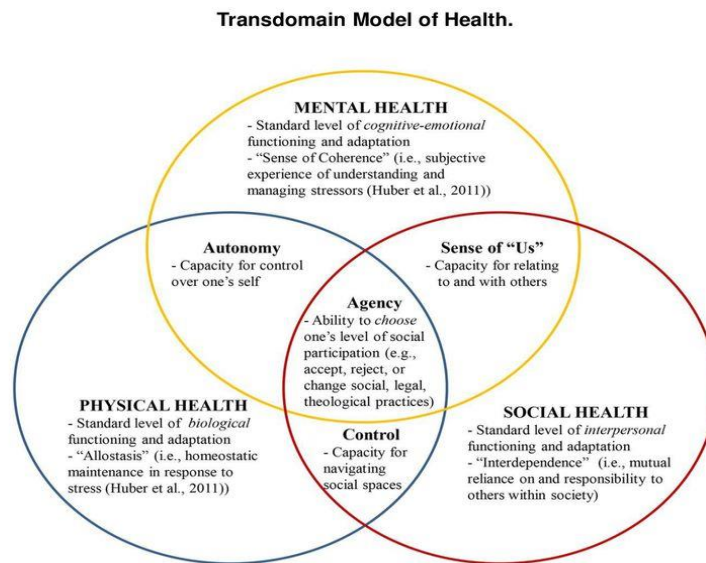 Transdomain Model of Health.
MENTAL HEALTH
- Standard level of cognitive-emotional
functioning and adaptation
- “Sense of Coherence” (i.e., subjective
experience of understanding and
managing stressors (Huber et al., 2011))
Autonomy
- Capacity for control
over one’s self
Sense of “Us”
- Capacity for relating
to and with others
Agency
- Ability to choose
one’s level of social
participation (e.g.,
accept, reject, or
change social, legal,
theological practices)
PHYSICAL HEALTH
- Standard level of biological
functioning and adaptation
- “Allostasis” (i.e., homeostatic
maintenance in response to
stress (Huber et al., 2011))
Control
- Capacity for
navigating
social spaces
SOCIAL HEALTH
- Standard level of interpersonal
functioning and adaptation
- “Interdependence” (i.e., mutual
reliance on and responsibility to
others within society)